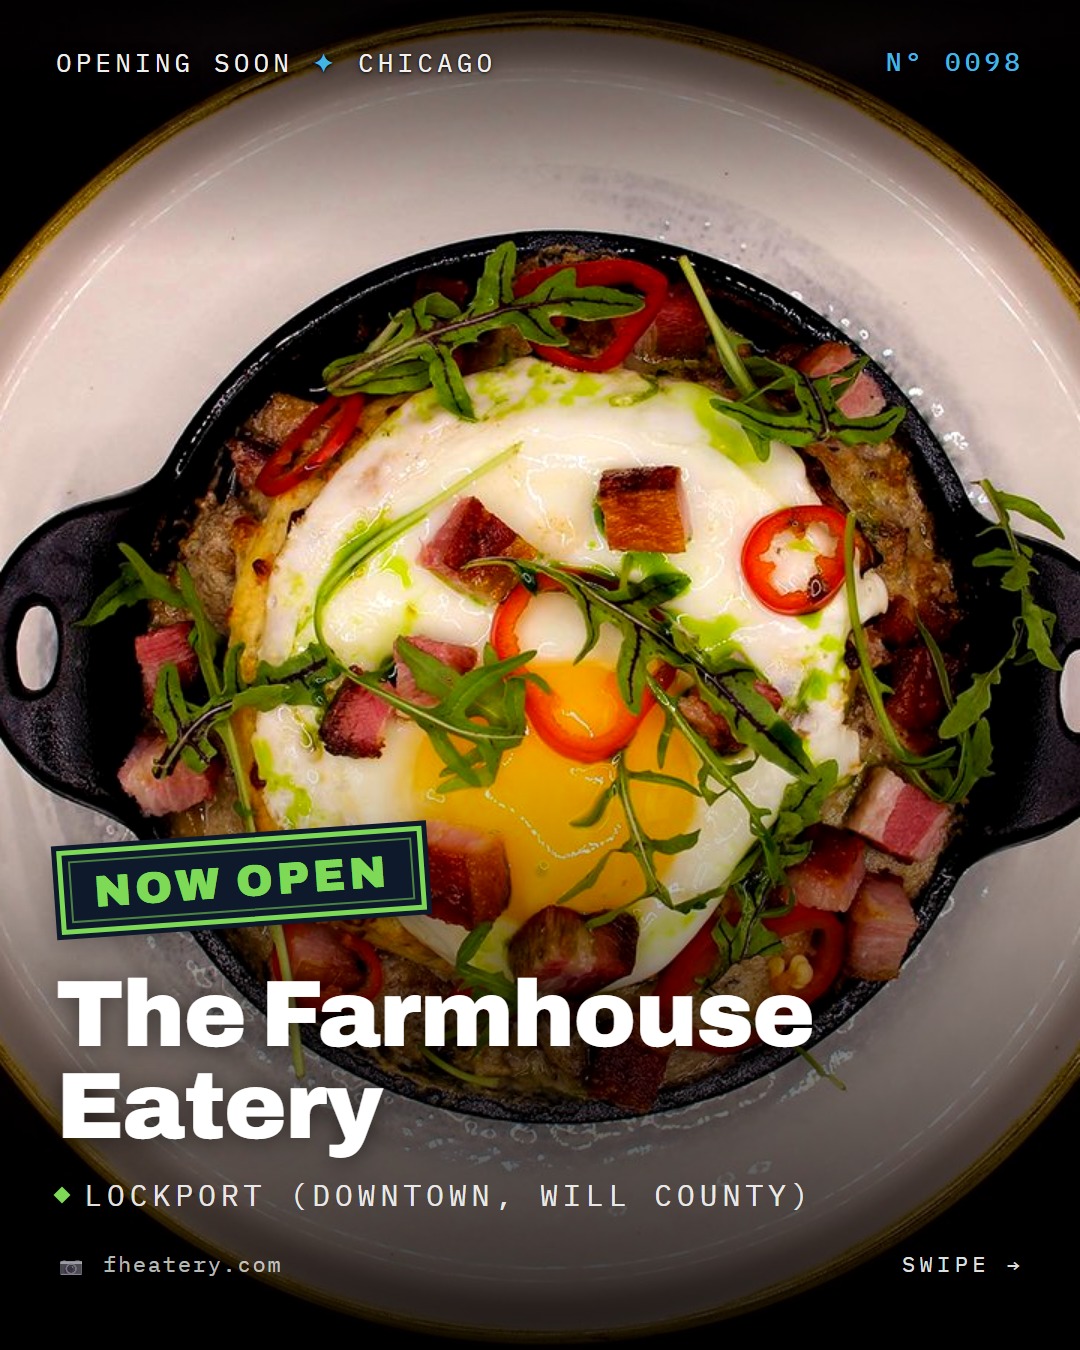 OPENING SOON ✦ CHICAGO
N° 0098
NOW OPEN
The Farmhouse
Eatery
LOCKPORT (DOWNTOWN, WILL COUNTY)
fheatery.com
SWIPE →